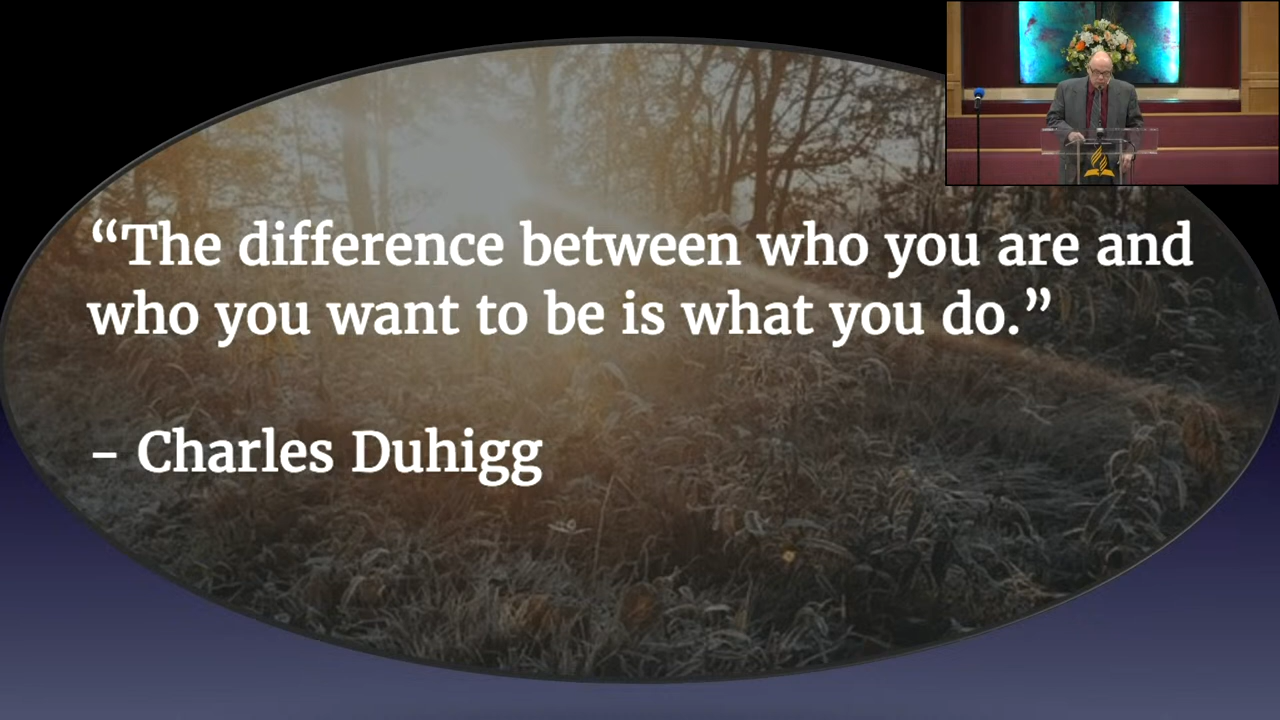 “The difference between who you are and
who you want to be is what you do.”
– Charles Duhigg